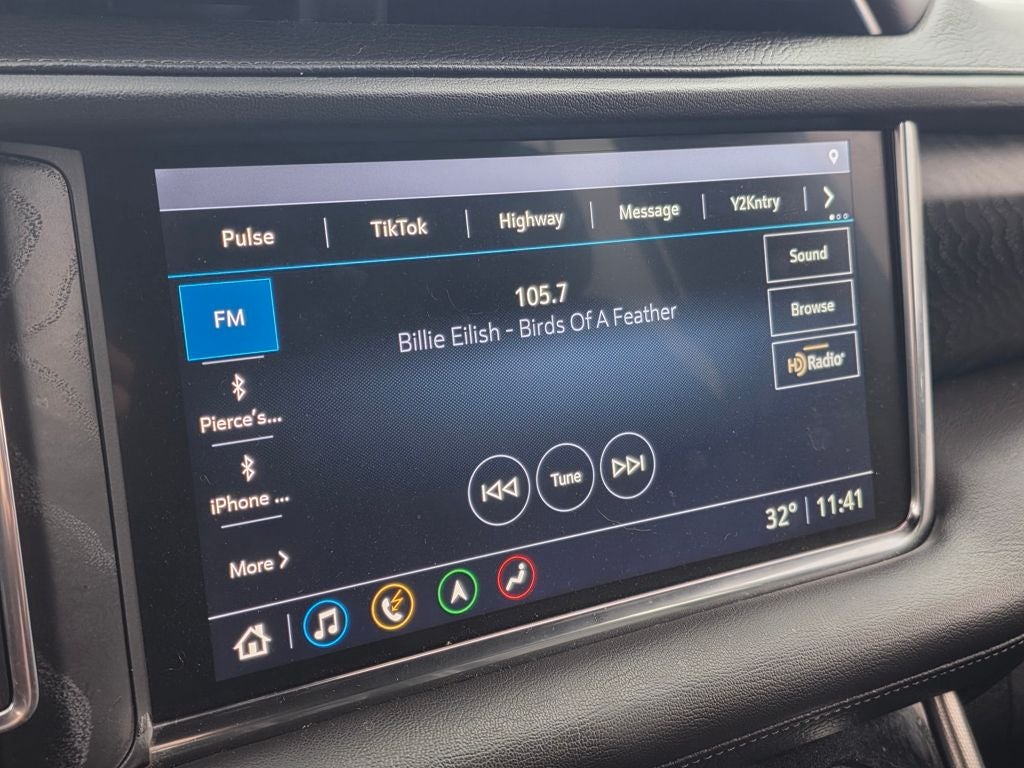 Pulse
TikTok
Highway
Message
Y2Kntry
FM
105.7
Billie Eilish - Birds Of A Feather
Sound
Browse
HD Radio
Pierce's...
iPhone ...
More
Tune
32° 11:41